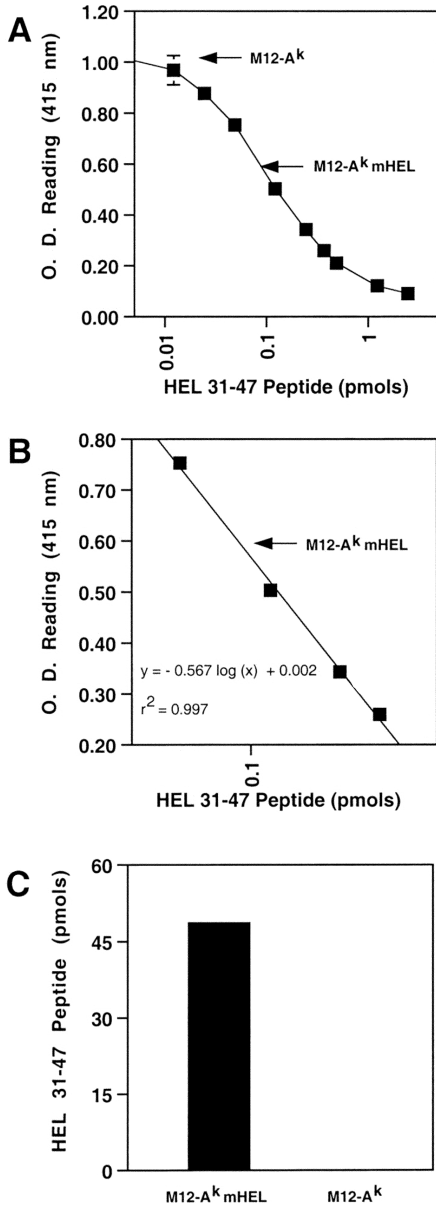 A
O. D. Reading (415 nm)
1.20
1.00
0.80
0.60
0.40
0.20
0.00
M12-Aᵏ
M12-Aᵏ mHEL
0.01
0.1
1
HEL 31-47 Peptide (pmols)
B
O. D. Reading (415 nm)
0.80
0.70
0.60
0.50
0.40
0.30
0.20
M12-Aᵏ mHEL
y = - 0.567 log (x) + 0.002
r² = 0.997
0.1
HEL 31-47 Peptide (pmols)
C
HEL 31-47 Peptide (pmols)
60
45
30
15
0
M12-Aᵏ mHEL M12-Aᵏ